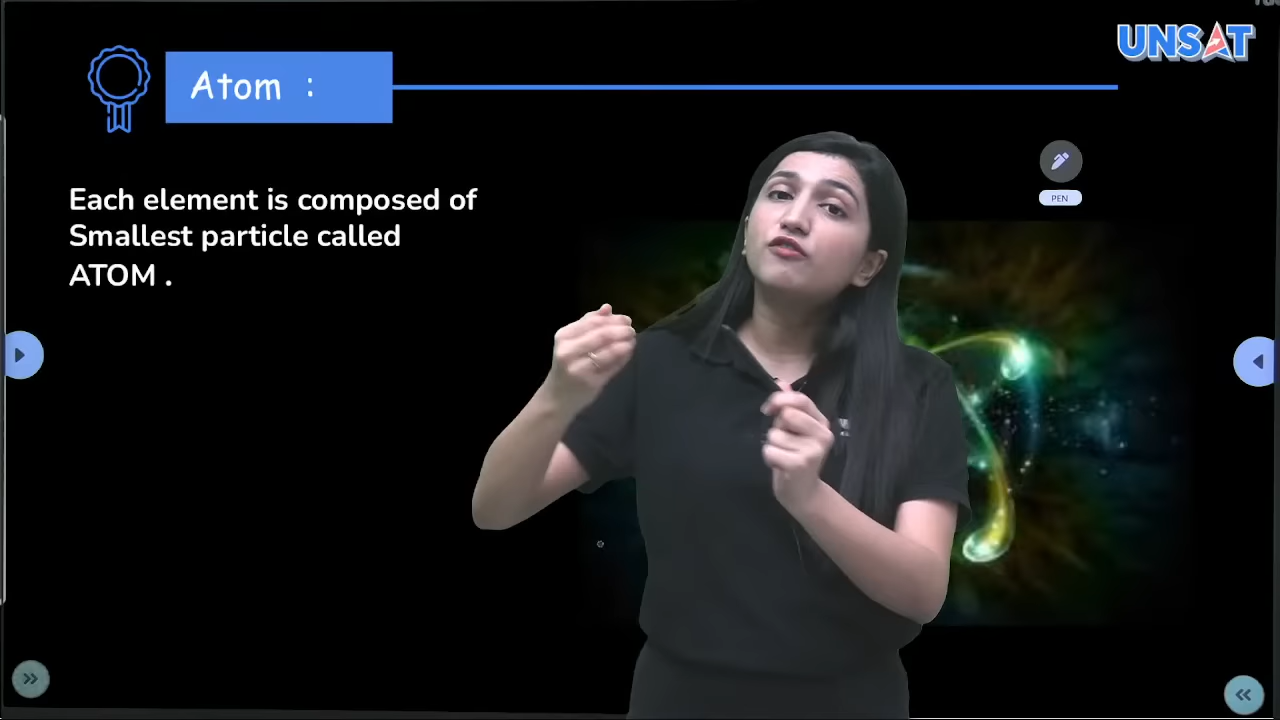 UNSAT
Atom :
PEN
Each element is composed of
Smallest particle called
ATOM .